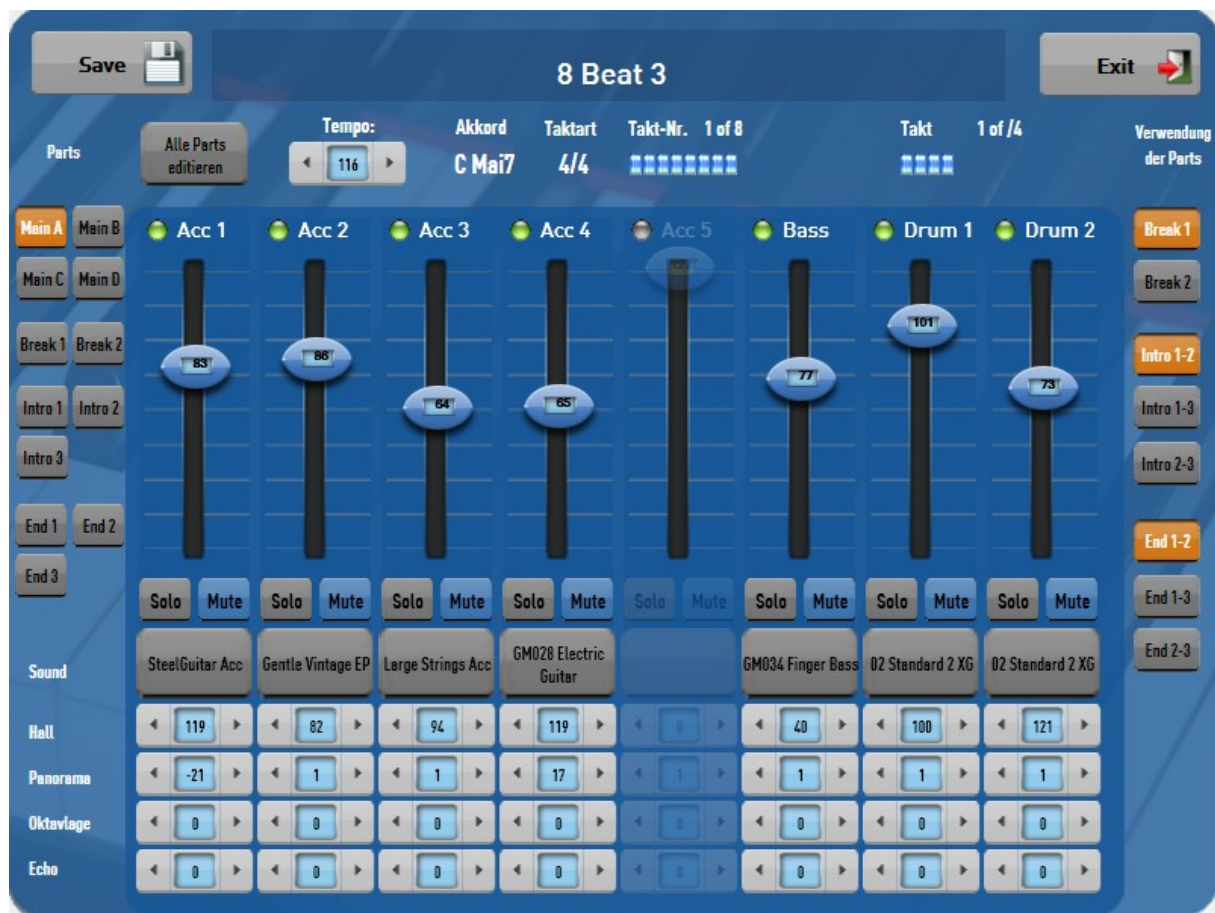 Save
8 Beat 3
Exit
Parts
Alle Parts
editieren
Tempo:
116
Akkord
C Maj7
Taktart
4/4
Takt-Nr. 1 of 8
Takt 1 of /4
Verwendung
der Parts
Main A Main B
Main C Main D
Break 1 Break 2
Intro 1 Intro 2
Intro 3
End 1 End 2
End 3
Acc 1 Acc 2 Acc 3 Acc 4 Acc 5 Bass Drum 1 Drum 2
83 86 64 65 77 101 73
Solo Mute Solo Mute Solo Mute Solo Mute Solo Mute Solo Mute Solo Mute Solo Mute
Sound
SteelGuitar Acc
Gentle Vintage EP
Large Strings Acc
GM028 Electric
Guitar
GM034 Finger Bass
02 Standard 2 XG
02 Standard 2 XG
Hall 119 82 94 119 40 100 121
Panorama -21 1 1 17 1 1 1 1
Oktavlage 0 0 0 0 0 0 0 0
Echo 0 0 0 0 0 0 0 0
Break 1
Break 2
Intro 1-2
Intro 1-3
Intro 2-3
End 1-2
End 1-3
End 2-3